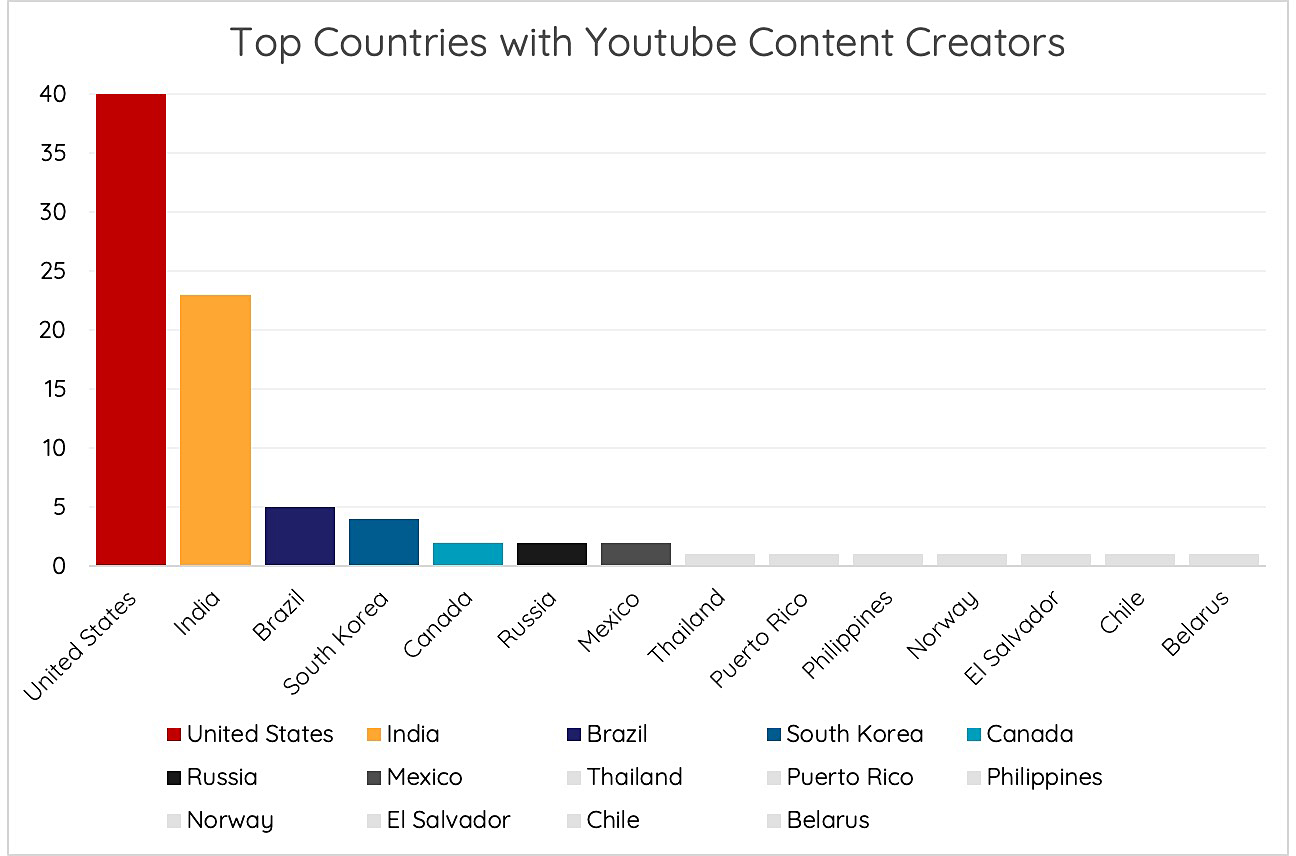 Top Countries with Youtube Content Creators
40
35
30
25
20
15
10
5
0
United States
India
Brazil
South Korea
Canada
Russia
Mexico
Thailand
Puerto Rico
Philippines
Norway
El Salvador
Chile
Belarus
United States India Brazil South Korea Canada
Russia Mexico Thailand Puerto Rico Philippines
Norway El Salvador Chile Belarus